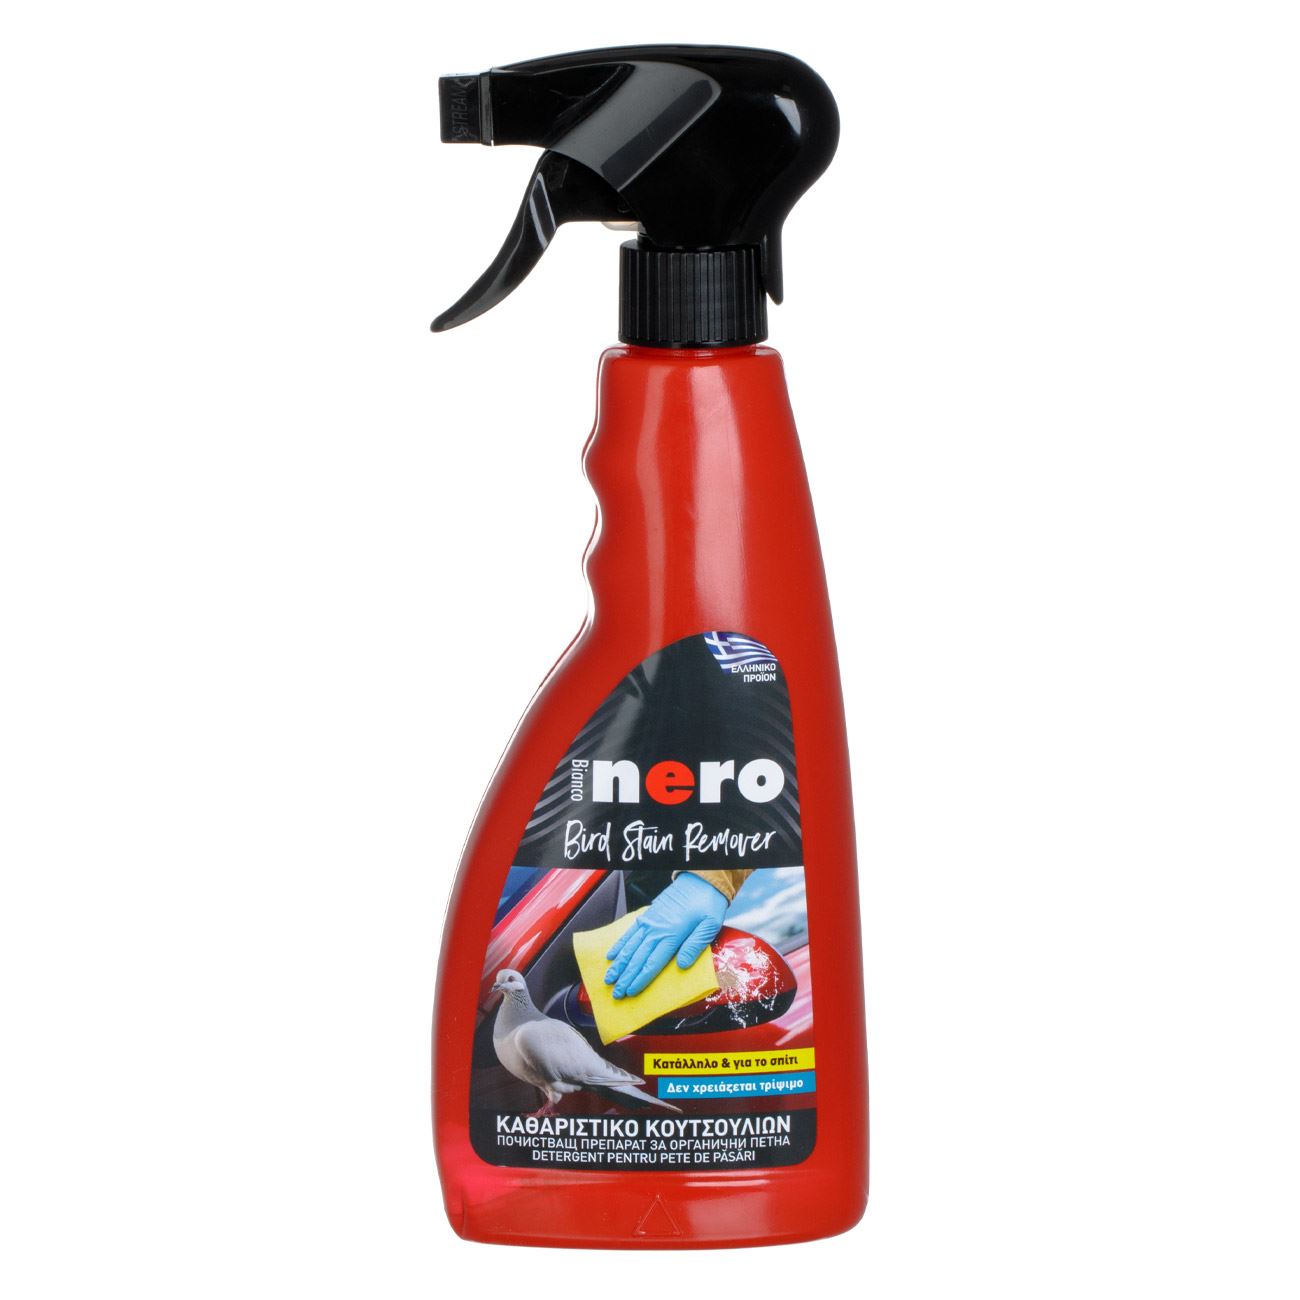 STREAM
ΕΛΛΗΝΙΚΟ
ΠΡΟΪΟΝ
Bianco
nero
Bird Stain Remover
Κατάλληλο & για το σπίτι
Δεν χρειάζεται τρίψιμο
ΚΑΘΑΡΙΣΤΙΚΟ ΚΟΥΤΣΟΥΛΙΩΝ
ПОЧИСТВАЩ ПРЕПАРАТ ЗА ОРГАНИЧНИ ПЕТНА
DETERGENT PENTRU PETE DE PĂSĂRI